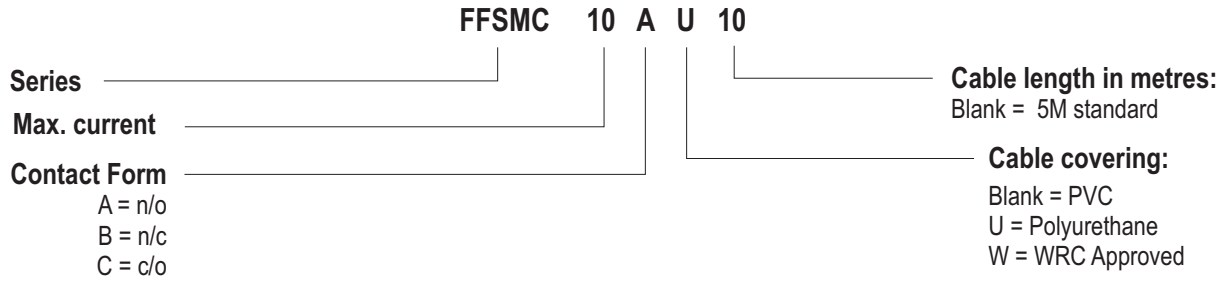 FFSMC 10 A U 10
Series
Max. current
Contact Form
A = n/o
B = n/c
C = c/o
Cable length in metres:
Blank = 5M standard
Cable covering:
Blank = PVC
U = Polyurethane
W = WRC Approved